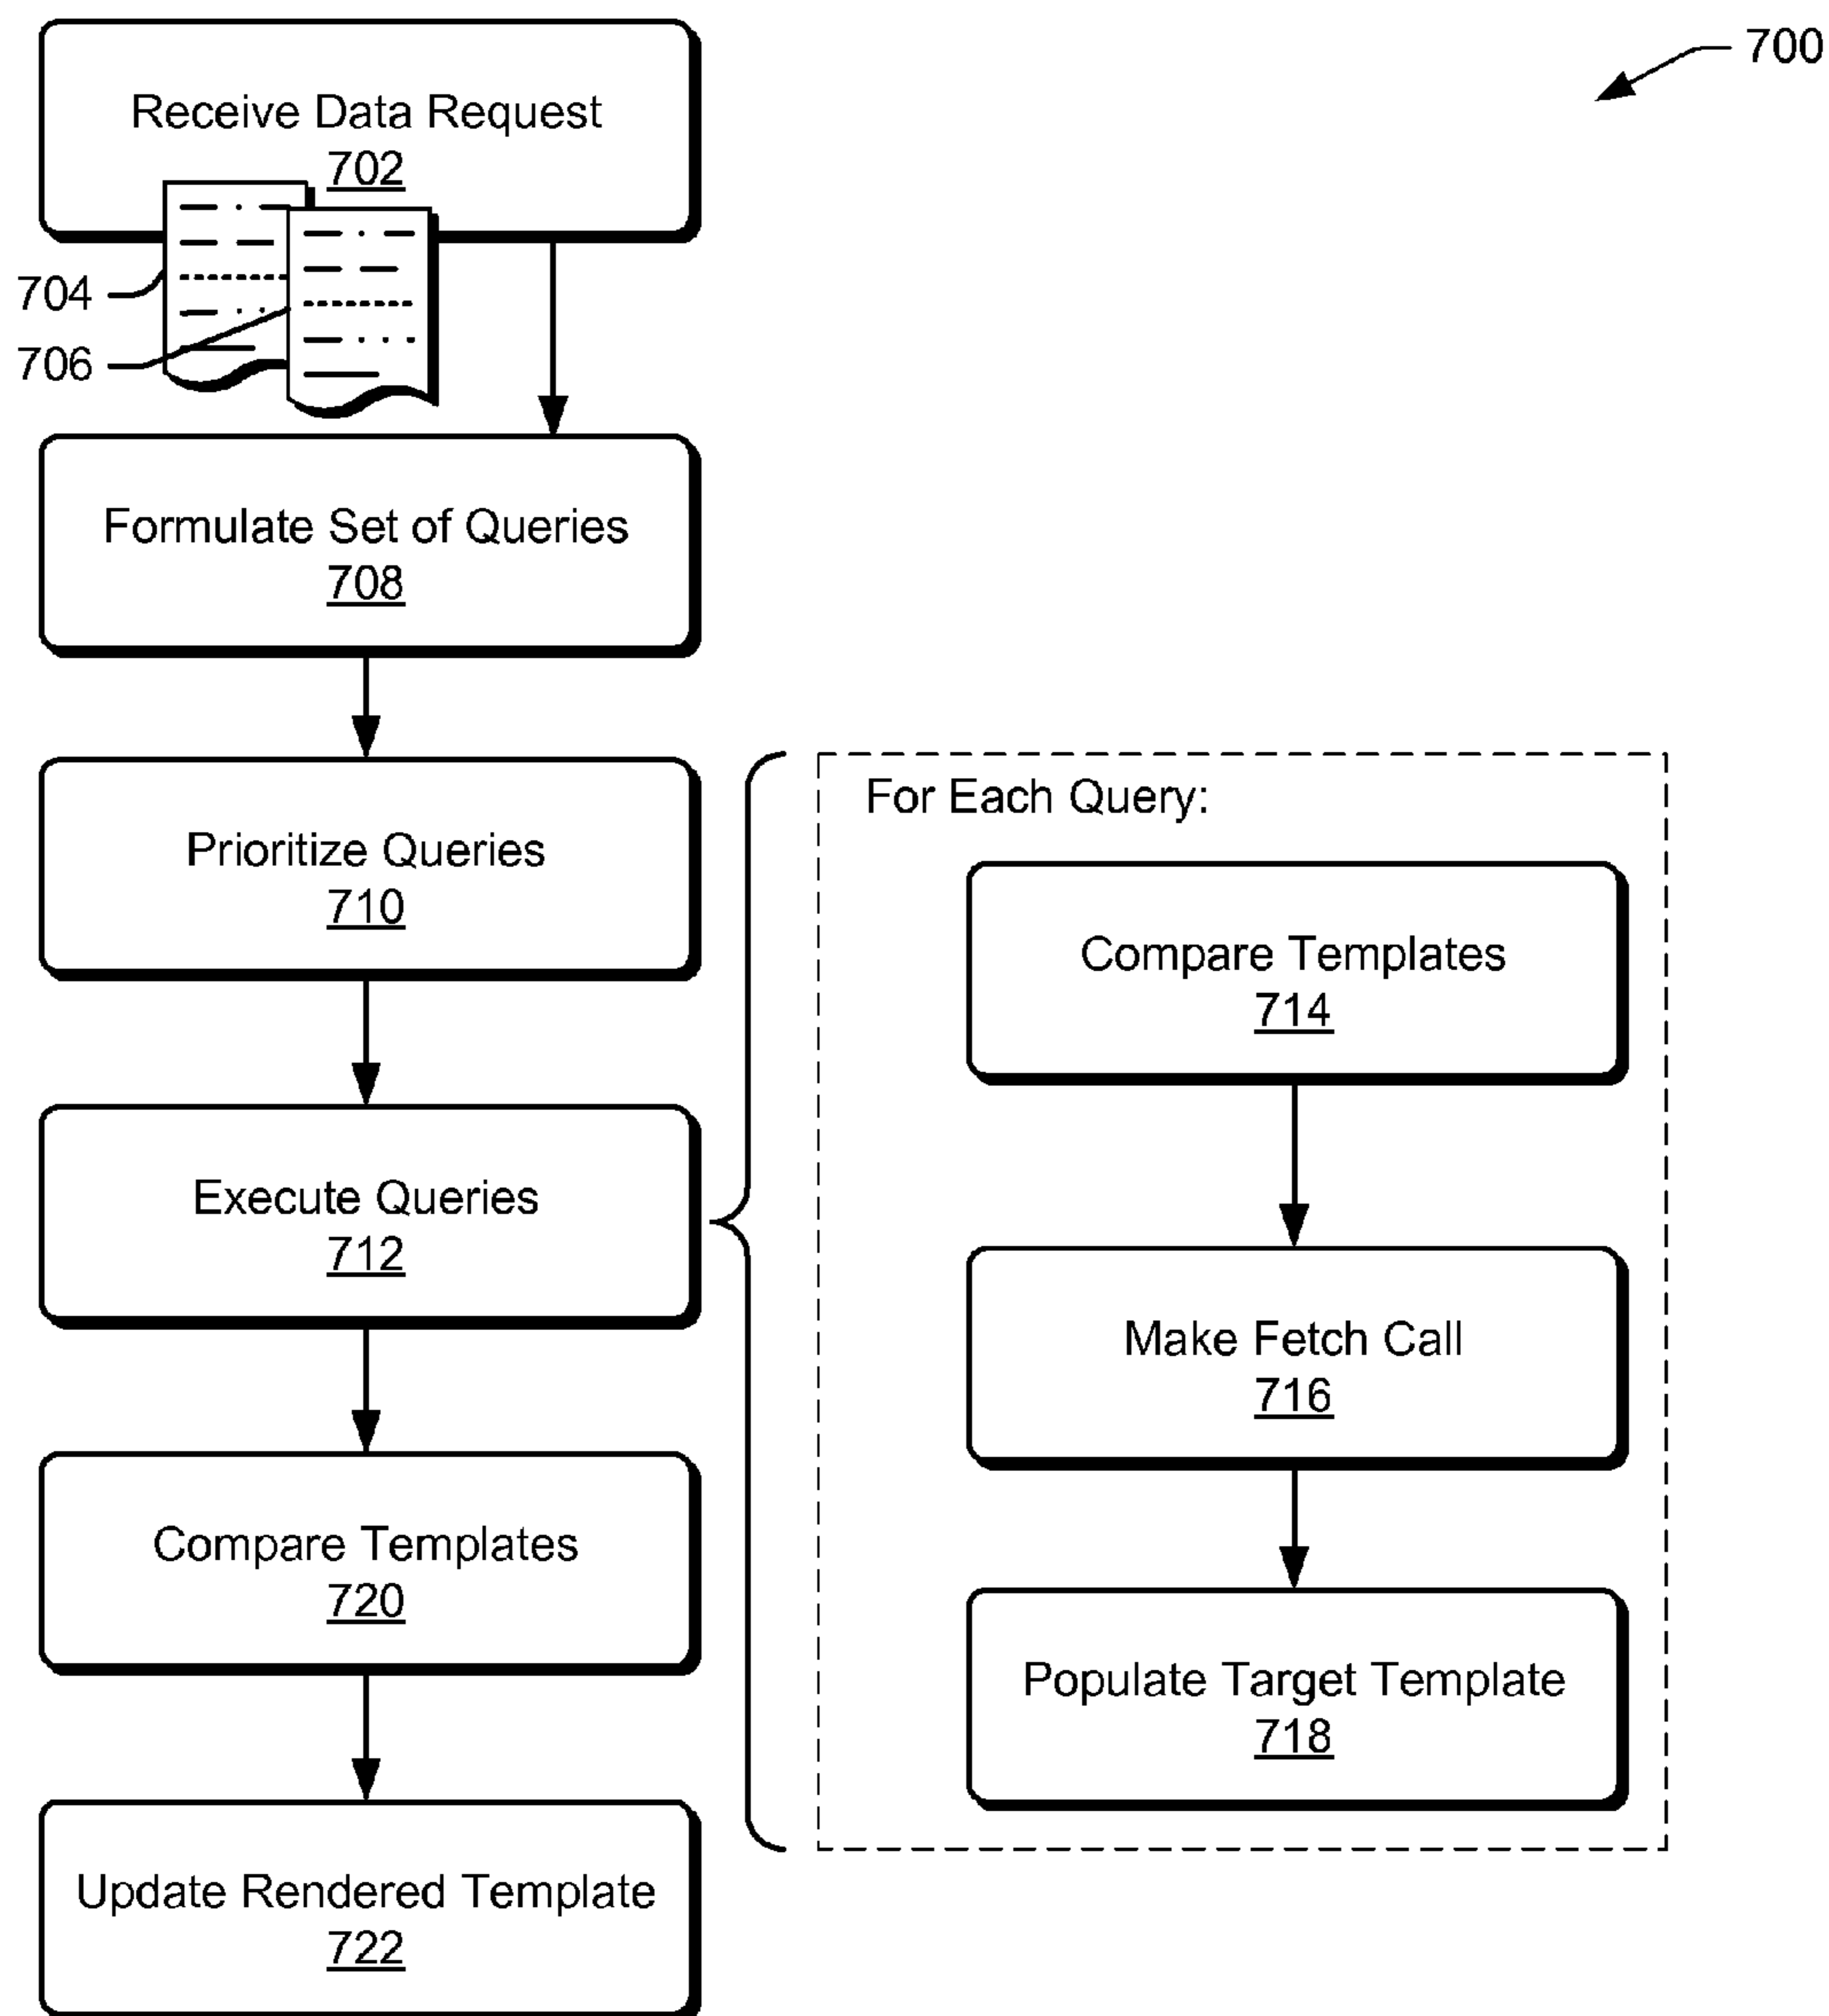 700
Receive Data Request
702
704
706
Formulate Set of Queries
708
Prioritize Queries
710
Execute Queries
712
For Each Query:
Compare Templates
714
Make Fetch Call
716
Populate Target Template
718
Compare Templates
720
Update Rendered Template
722